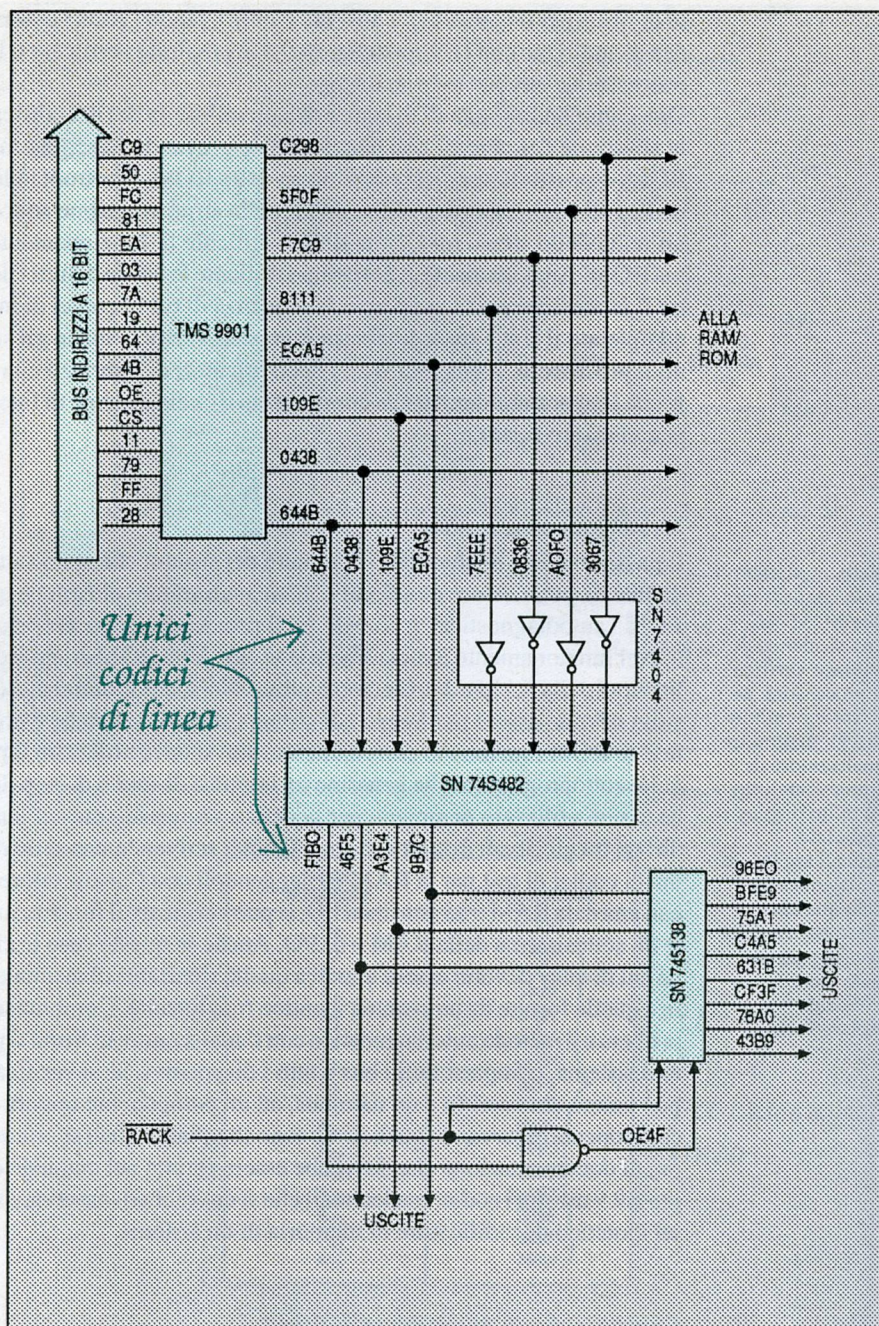 BUS INDIRIZZI A 16 BIT
C9
50
FC
81
EA
03
7A
19
64
4B
OE
CS
11
79
FF
28
TMS 9901
C298
5F0F
F7C9
8111
ECA5
109E
0438
644B
ALLA
RAM/
ROM
644B
0438
109E
ECA5
7EEE
0836
AOFO
3067
SN7404
Unici
codici
di linea
SN 74S482
FIBO
46F5
A3E4
9B7C
SN 745138
96EO
BFE9
75A1
C4A5
631B
CF3F
76A0
43B9
USCITE
RACK
OE4F
USCITE